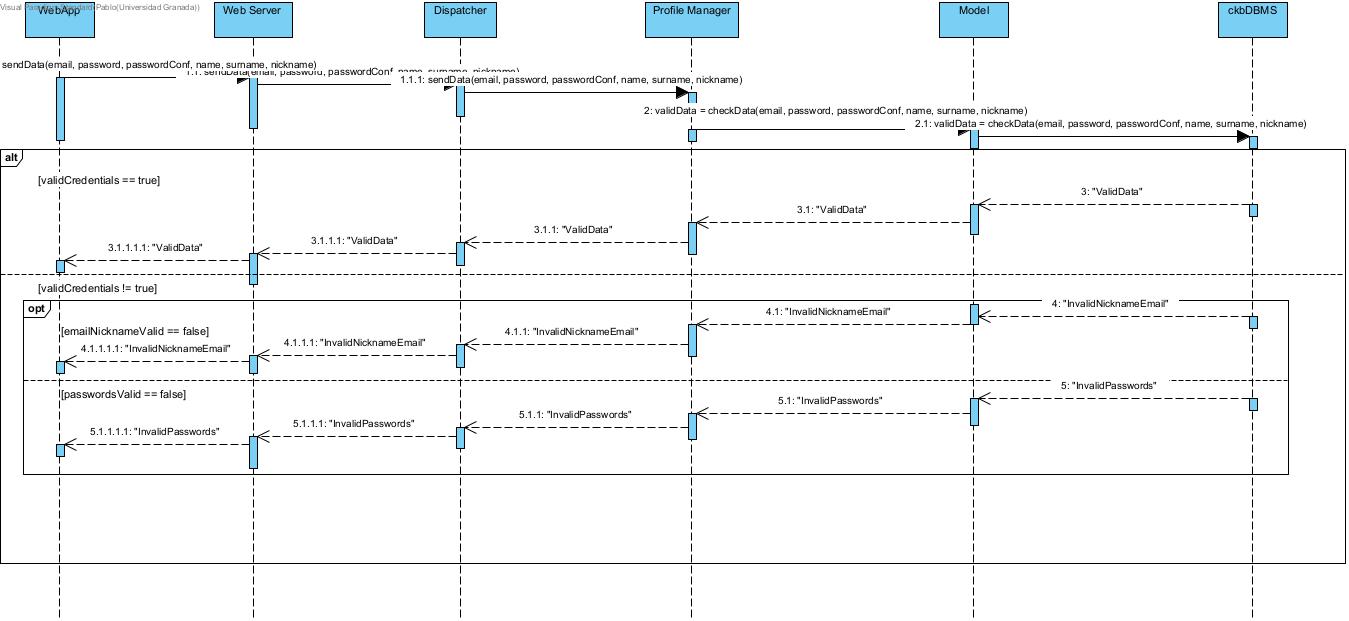 Visual Paradigm Standard(Pablo(Universidad Granada))
WebApp
Web Server
Dispatcher
Profile Manager
Model
ckbDBMS
sendData(email, password, passwordConf, name, surname, nickname)
1.1: sendData(email, password, passwordConf, name, surname, nickname)
1.1.1: sendData(email, password, passwordConf, name, surname, nickname)
2: validData = checkData(email, password, passwordConf, name, surname, nickname)
2.1: validData = checkData(email, password, passwordConf, name, surname, nickname)
alt
[validCredentials == true]
3: "ValidData"
3.1: "ValidData"
3.1.1: "ValidData"
3.1.1.1: "ValidData"
3.1.1.1.1: "ValidData"
[validCredentials != true]
opt
4: "InvalidNicknameEmail"
4.1: "InvalidNicknameEmail"
[emailNicknameValid == false]
4.1.1: "InvalidNicknameEmail"
4.1.1.1: "InvalidNicknameEmail"
4.1.1.1.1: "InvalidNicknameEmail"
[passwordsValid == false]
5: "InvalidPasswords"
5.1: "InvalidPasswords"
5.1.1: "InvalidPasswords"
5.1.1.1: "InvalidPasswords"
5.1.1.1.1: "InvalidPasswords"